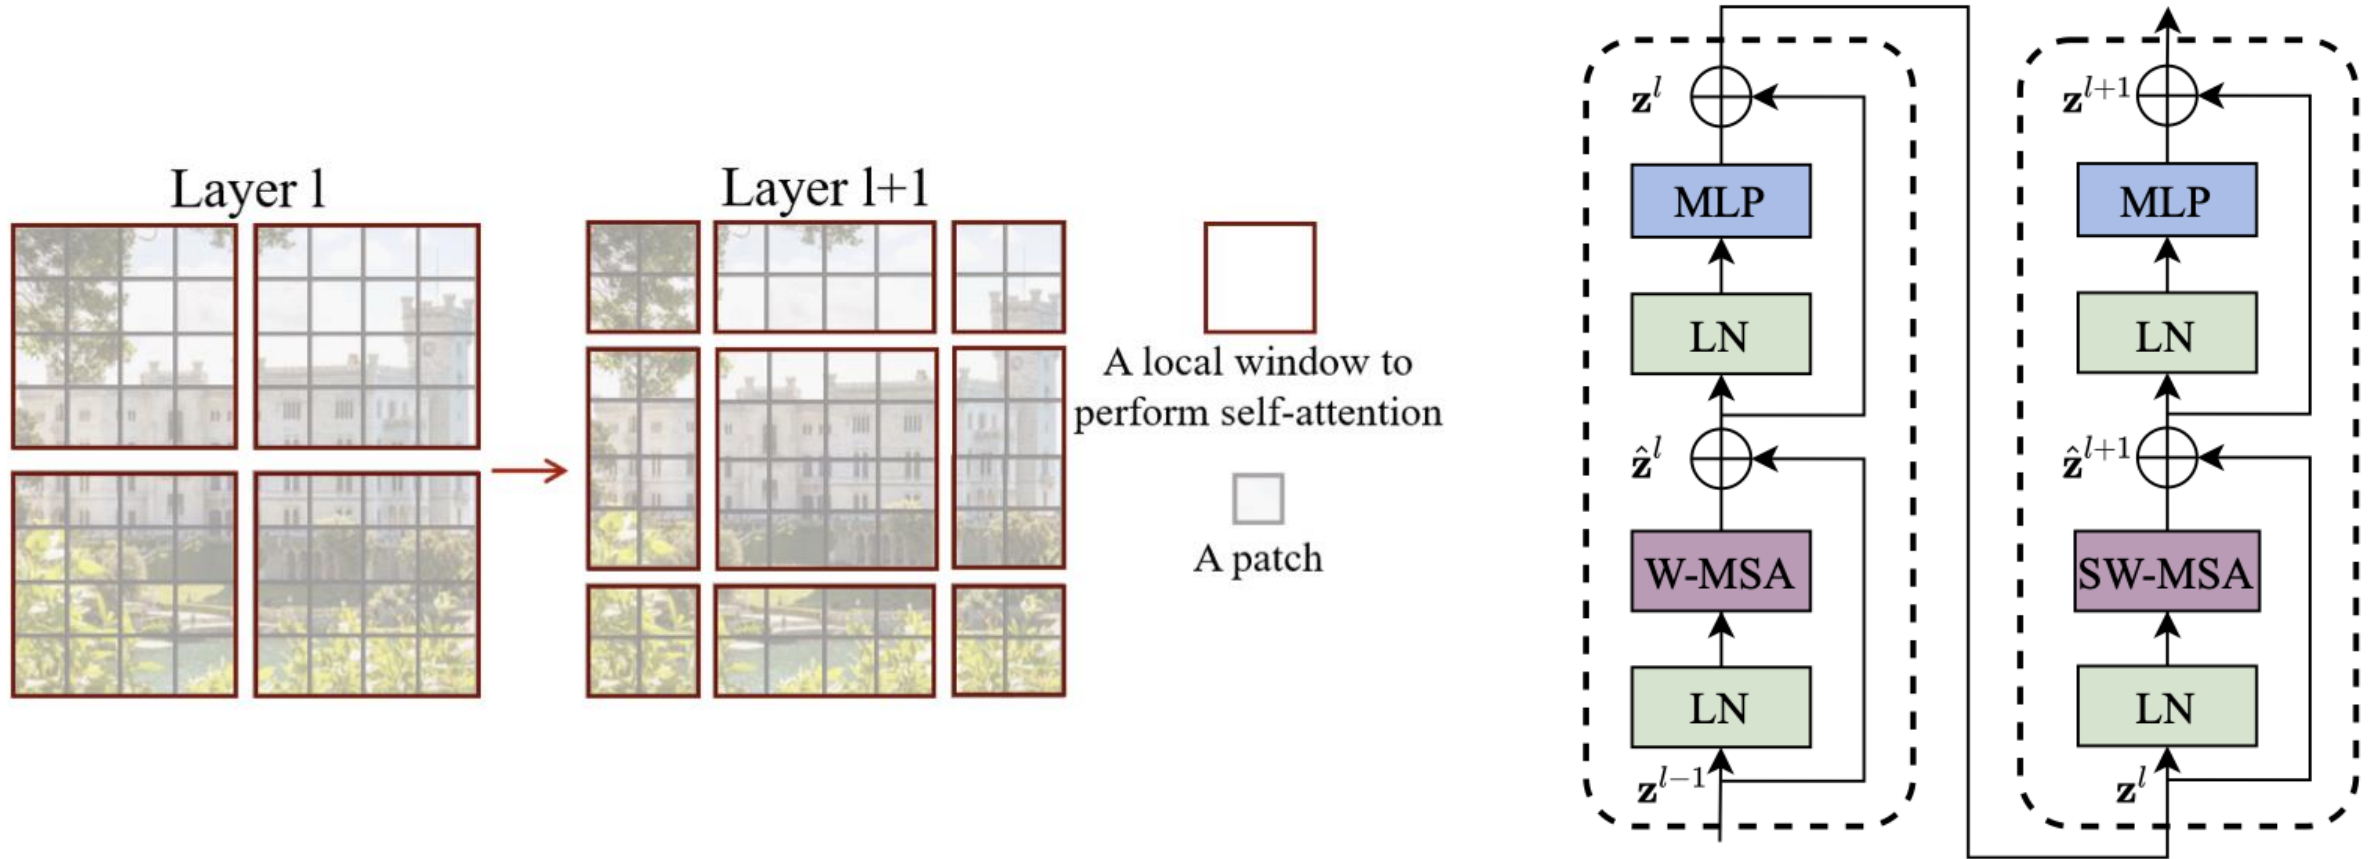 Layer l
Layer l+1
A local window to
perform self-attention
A patch
z^l
MLP
LN
ẑ^l
W-MSA
LN
z^{l-1}
z^{l+1}
MLP
LN
ẑ^{l+1}
SW-MSA
LN
z^l